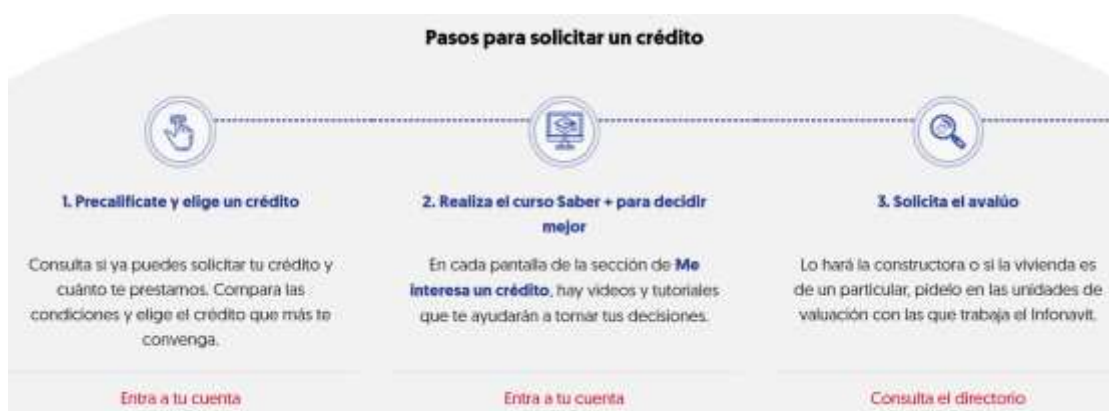 Pasos para solicitar un crédito
1. Precalifícate y elige un crédito
Consulta si ya puedes solicitar tu crédito y
cuánto te prestamos. Compara las
condiciones y elige el crédito que más te
convenga.
Entra a tu cuenta
2. Realiza el curso Saber + para decidir
mejor
En cada pantalla de la sección de Me
interesa un crédito, hay videos y tutoriales
que te ayudarán a tomar tus decisiones.
Entra a tu cuenta
3. Solicita el avalúo
Lo hará la constructora o si la vivienda es
de un particular, pídelo en las unidades de
valuación con las que trabaja el Infonavit.
Consulta el directorio